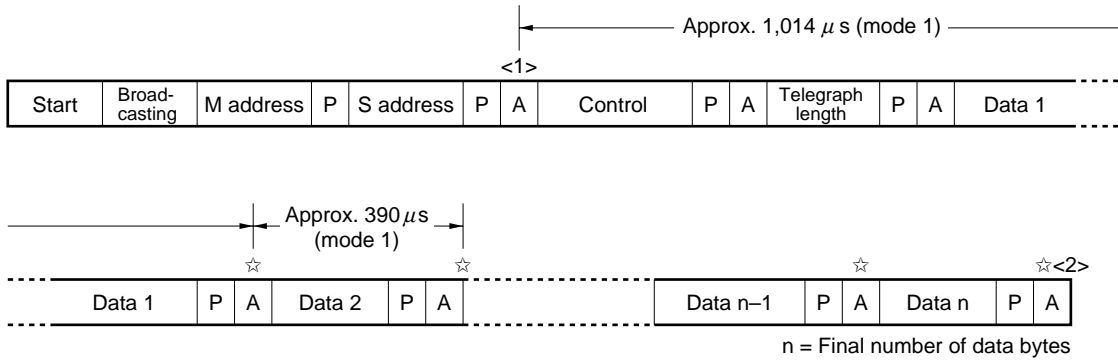 Approx. 1,014 μs (mode 1)
<1>
Start Broad-casting M address P S address P A Control P A Telegraph length P A Data 1
Approx. 390 μs
(mode 1)
☆ ☆ ☆ ☆<2>
Data 1 P A Data 2 P A Data n–1 P A Data n P A
n = Final number of data bytes